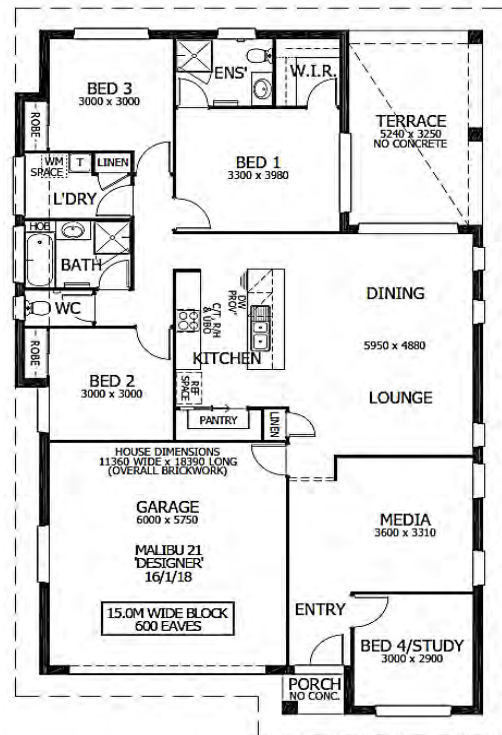 BED 3
3000 x 3000
ENS'
W.I.R.
TERRACE
5240 x 3250
NO CONCRETE
ROBE
WM
SPACE
T
LINEN
BED 1
3300 x 3980
L'DRY
HOB
BATH
WC
DINING
5950 x 4880
LOUNGE
C/T, R/H
& UBO
DW
PROV'
KITCHEN
REF
SPACE
PANTRY
LINEN
ROBE
BED 2
3000 x 3000
HOUSE DIMENSIONS
11360 WIDE x 18390 LONG
(OVERALL BRICKWORK)
GARAGE
6000 x 5750
MALIBU 21
'DESIGNER'
16/1/18
15.0M WIDE BLOCK
600 EAVES
MEDIA
3600 x 3310
ENTRY
BED 4/STUDY
3000 x 2900
PORCH
NO CONC.